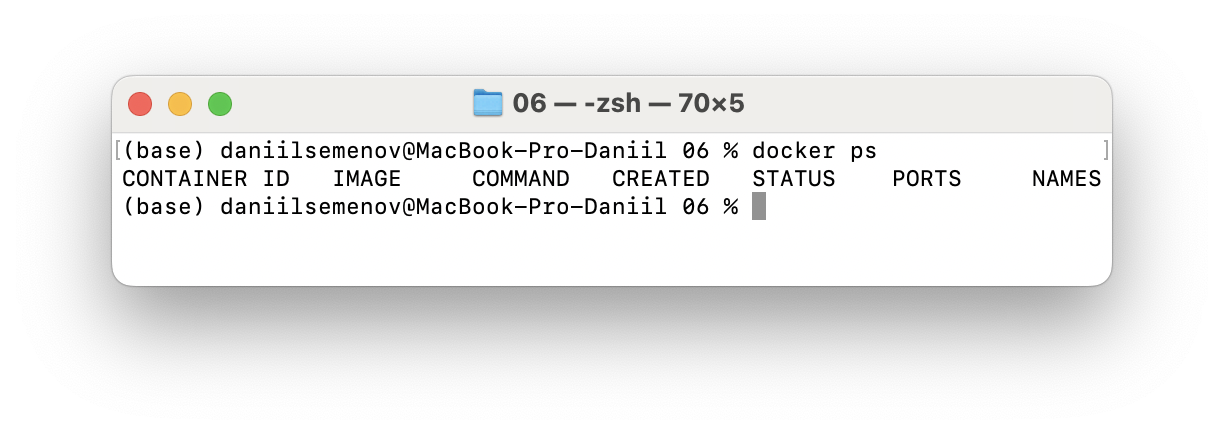 06 — -zsh — 70×5
[(base) daniilsemenov@MacBook-Pro-Daniil 06 % docker ps ]
CONTAINER ID   IMAGE     COMMAND   CREATED   STATUS    PORTS     NAMES
(base) daniilsemenov@MacBook-Pro-Daniil 06 %